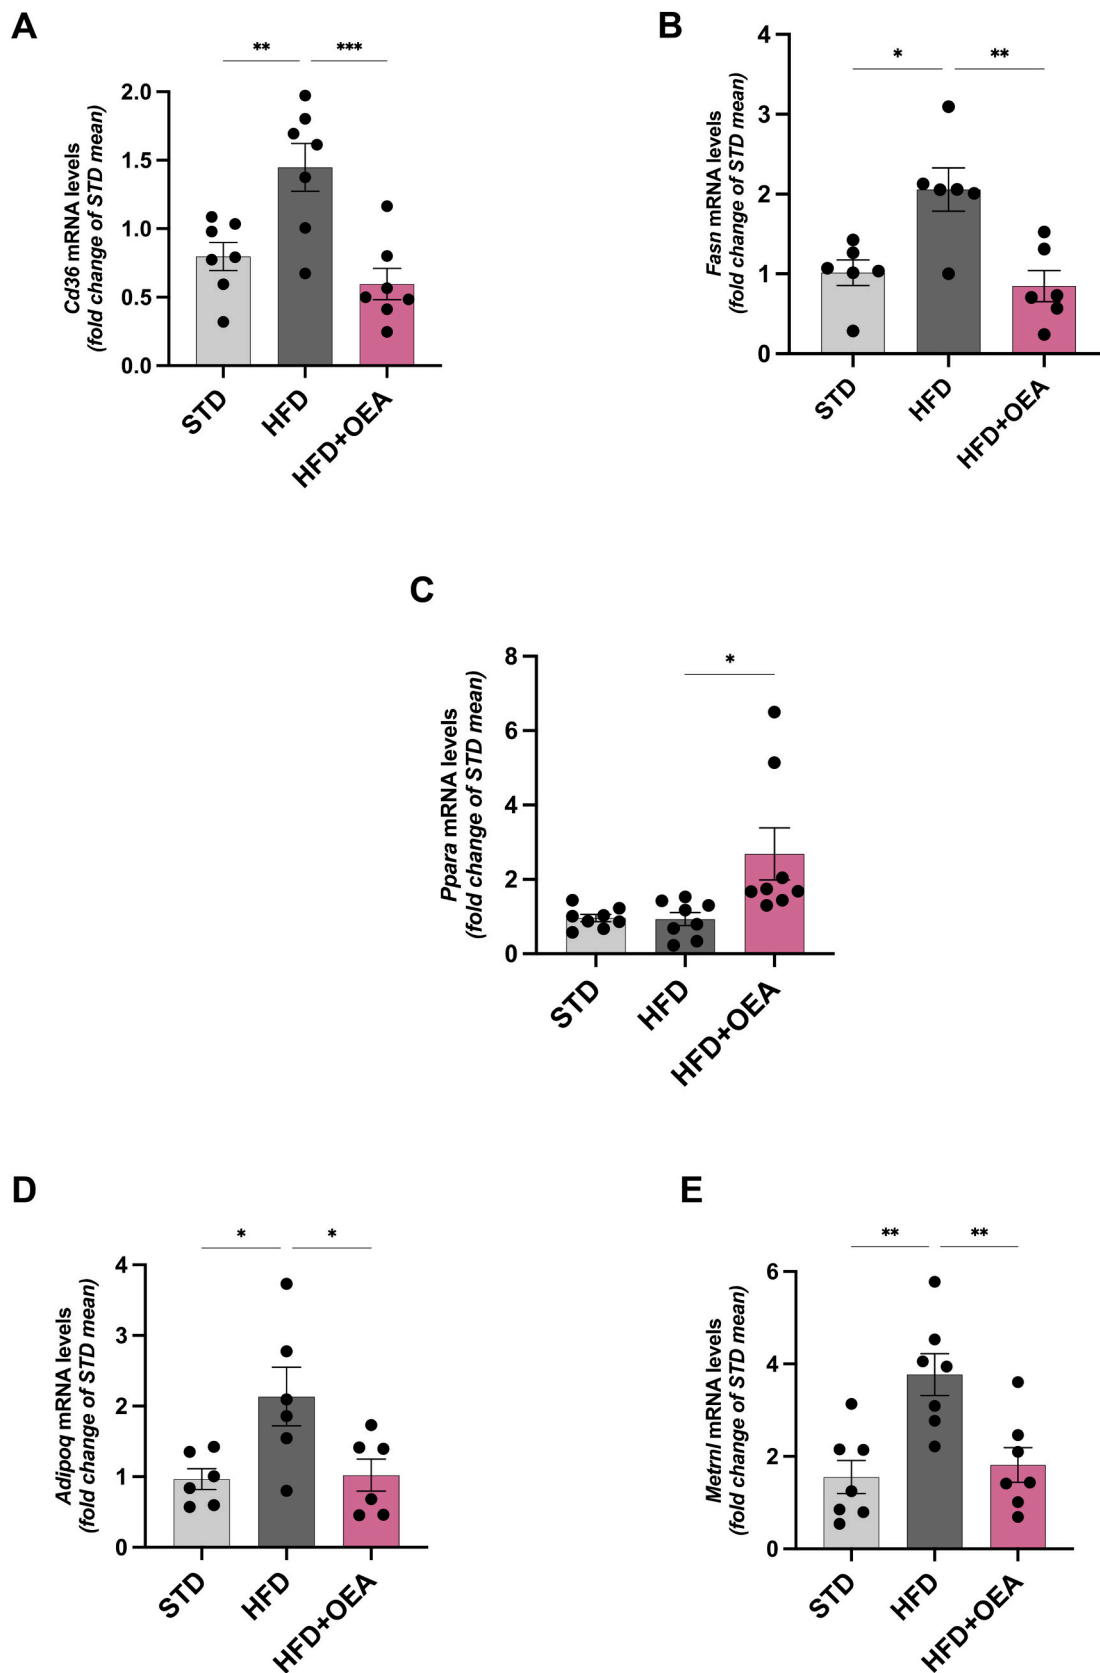 A
** ***
Cd36 mRNA levels
(fold change of STD mean)
2.0
1.5
1.0
0.5
0.0
STD
HFD
HFD+OEA
B
* **
Fasn mRNA levels
(fold change of STD mean)
4
3
2
1
0
STD
HFD
HFD+OEA
C
*
Ppara mRNA levels
(fold change of STD mean)
8
6
4
2
0
STD
HFD
HFD+OEA
D
* *
Adipoq mRNA levels
(fold change of STD mean)
4
3
2
1
0
STD
HFD
HFD+OEA
E
** **
Metrnl mRNA levels
(fold change of STD mean)
6
4
2
0
STD
HFD
HFD+OEA